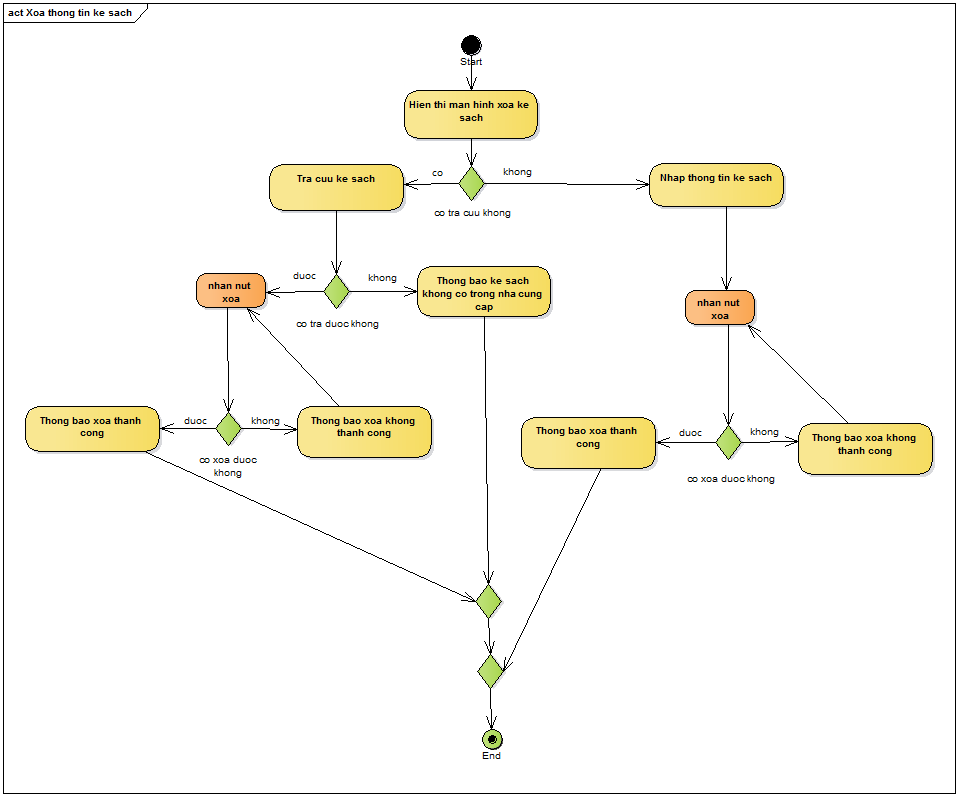 act Xoa thong tin ke sach
Start
Hien thi man hinh xoa ke
sach
co
khong
Tra cuu ke sach
Nhap thong tin ke sach
co tra cuu khong
duoc
khong
nhan nut
xoa
Thong bao ke sach
khong co trong nha cung
cap
nhan nut
xoa
co tra duoc khong
Thong bao xoa thanh
cong
duoc
khong
Thong bao xoa khong
thanh cong
co xoa duoc
khong
Thong bao xoa thanh
cong
duoc
khong
Thong bao xoa khong
thanh cong
co xoa duoc khong
End